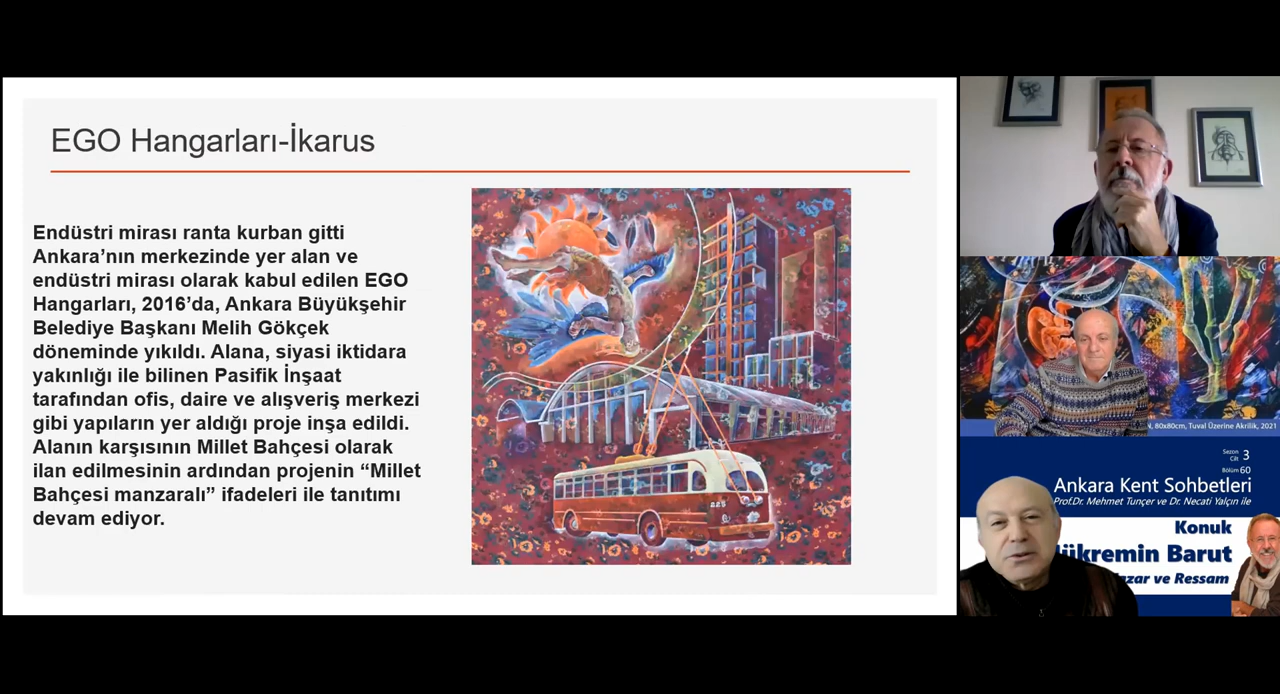 EGO Hangarları-İkarus
Endüstri mirası ranta kurban gitti
Ankara’nın merkezinde yer alan ve
endüstri mirası olarak kabul edilen EGO
Hangarları, 2016’da, Ankara Büyükşehir
Belediye Başkanı Melih Gökçek
döneminde yıkıldı. Alana, siyasi iktidara
yakınlığı ile bilinen Pasifik İnşaat
tarafından ofis, daire ve alışveriş merkezi
gibi yapıların yer aldığı proje inşa edildi.
Alanın karşısının Millet Bahçesi olarak
ilan edilmesinin ardından projenin “Millet
Bahçesi manzaralı” ifadeleri ile tanıtımı
devam ediyor.
225
80x80cm, Tuval Üzerine Akrilik, 2021
Sezon
Cilt 3
Bölüm 60
Ankara Kent Sohbetleri
Prof.Dr. Mehmet Tunçer ve Dr. Necati Yalçın ile
Konuk
ükremin Barut
azar ve Ressam